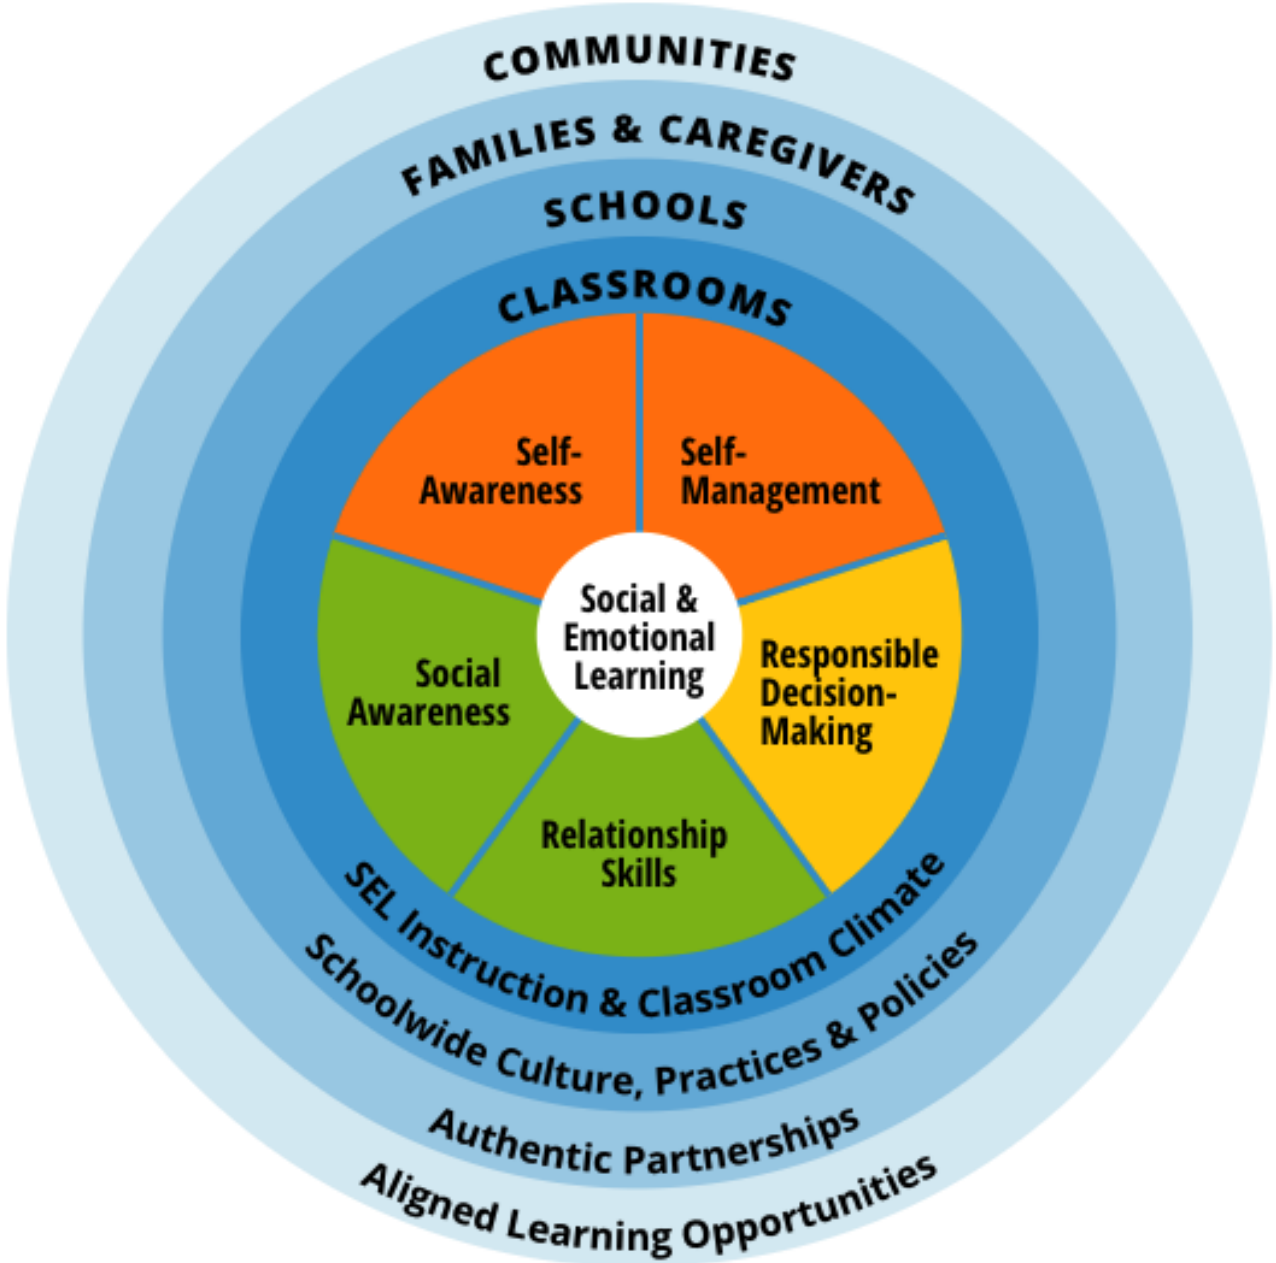 COMMUNITIES
FAMILIES & CAREGIVERS
SCHOOLS
CLASSROOMS
Self-
Awareness
Self-
Management
Social &
Emotional
Learning
Social
Awareness
Responsible
Decision-
Making
Relationship
Skills
SEL Instruction & Classroom Climate
Schoolwide Culture, Practices & Policies
Authentic Partnerships
Aligned Learning Opportunities